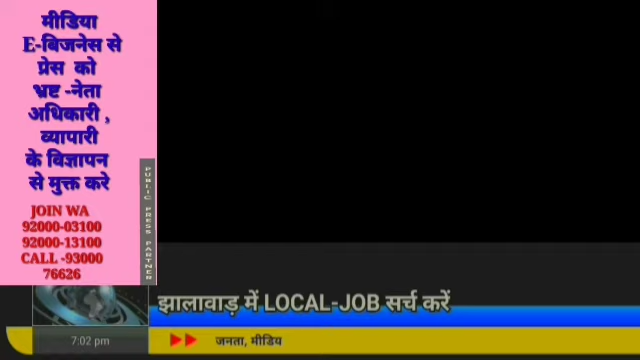 मीडिया
E-बिजनेस से
प्रेस को
भ्रष्ट -नेता
अधिकारी ,
व्यापारी
के विज्ञापन
से मुक्त करे
JOIN WA
92000-03100
92000-13100
CALL -93000
76626
PUBLIC PRESS PARTNER
झालावाड़ में LOCAL-JOB सर्च करें
7:02 pm
जनता, मीडिय